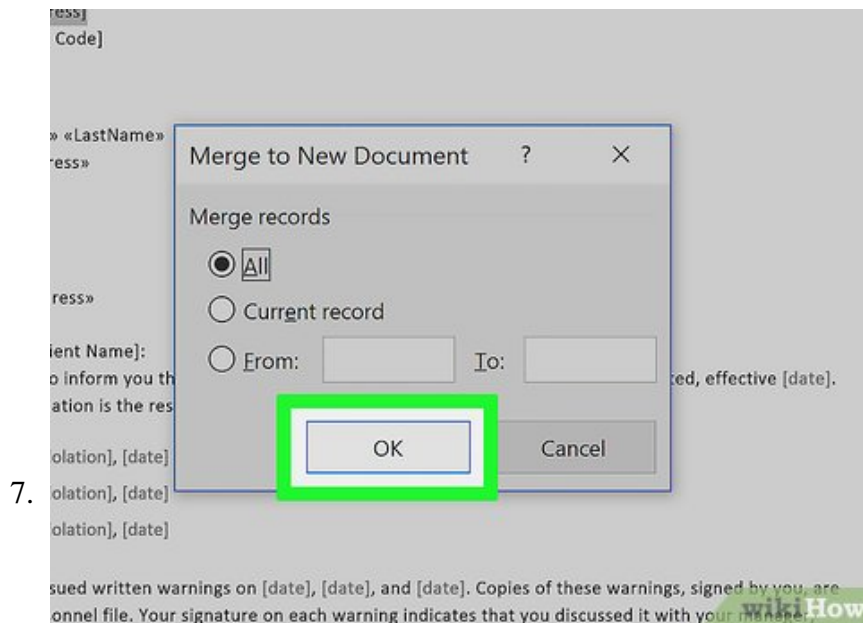 ress]
Code]
» «LastName»
ress»
Merge to New Document ? ×
Merge records
All
Current record
From: To:
OK Cancel
ress»
ient Name]:
o inform you th ted, effective [date].
ation is the res
olation], [date]
7. olation], [date]
olation], [date]
sued written warnings on [date], [date], and [date]. Copies of these warnings, signed by you, are
onnel file. Your signature on each warning indicates that you discussed it with your manager.
wikiHow